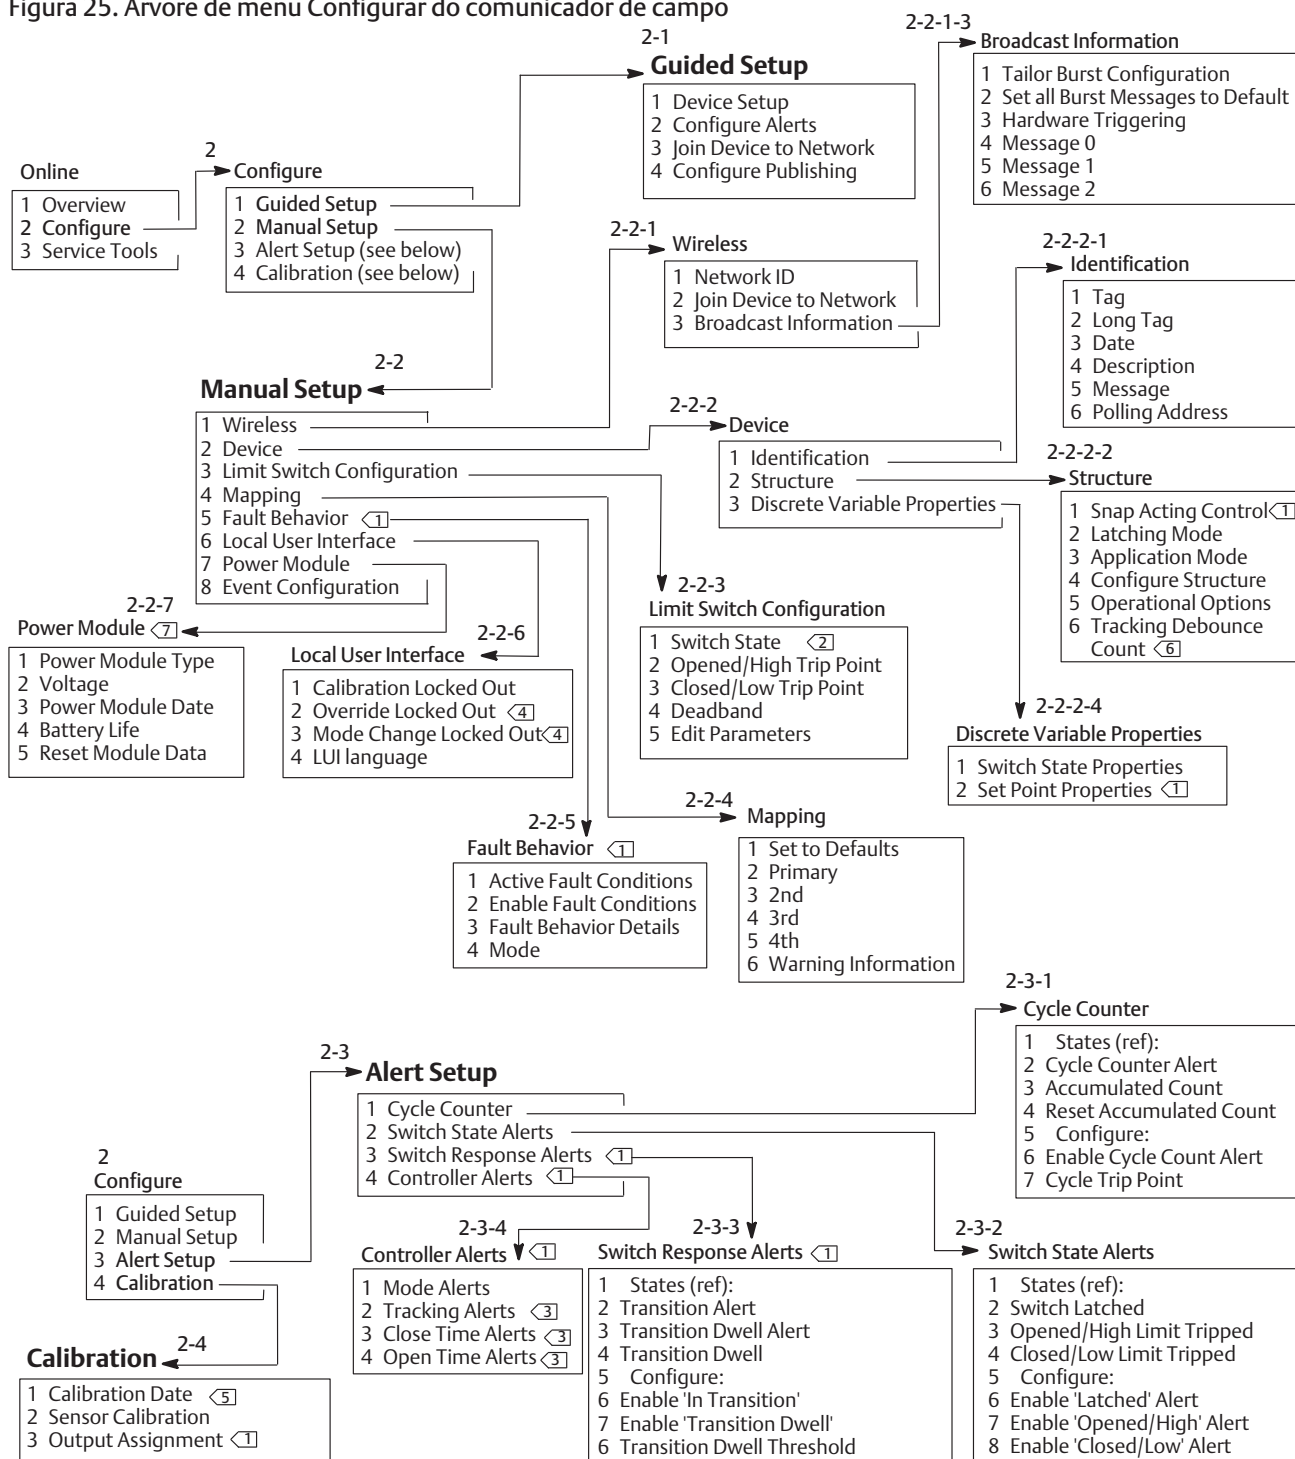 Figura 25. Árvore de menu Configurar do comunicador de campo
2-1
Guided Setup
1 Device Setup
2 Configure Alerts
3 Join Device to Network
4 Configure Publishing
2-2-1-3
Broadcast Information
1 Tailor Burst Configuration
2 Set all Burst Messages to Default
3 Hardware Triggering
4 Message 0
5 Message 1
6 Message 2
Online
1 Overview
2 Configure
3 Service Tools
2
Configure
1 Guided Setup
2 Manual Setup
3 Alert Setup (see below)
4 Calibration (see below)
2-2-1
Wireless
1 Network ID
2 Join Device to Network
3 Broadcast Information
2-2-2-1
Identification
1 Tag
2 Long Tag
3 Date
4 Description
5 Message
6 Polling Address
2-2
Manual Setup
1 Wireless
2 Device
3 Limit Switch Configuration
4 Mapping
5 Fault Behavior 1
6 Local User Interface
7 Power Module
8 Event Configuration
2-2-2
Device
1 Identification
2 Structure
3 Discrete Variable Properties
2-2-2-2
Structure
1 Snap Acting Control 1
2 Latching Mode
3 Application Mode
4 Configure Structure
5 Operational Options
6 Tracking Debounce
Count 6
2-2-7
Power Module 7
1 Power Module Type
2 Voltage
3 Power Module Date
4 Battery Life
5 Reset Module Data
2-2-6
Local User Interface
1 Calibration Locked Out
2 Override Locked Out 4
3 Mode Change Locked Out 4
4 LUI language
2-2-3
Limit Switch Configuration
1 Switch State 2
2 Opened/High Trip Point
3 Closed/Low Trip Point
4 Deadband
5 Edit Parameters
2-2-2-4
Discrete Variable Properties
1 Switch State Properties
2 Set Point Properties 1
2-2-5
Fault Behavior 1
1 Active Fault Conditions
2 Enable Fault Conditions
3 Fault Behavior Details
4 Mode
2-2-4
Mapping
1 Set to Defaults
2 Primary
3 2nd
4 3rd
5 4th
6 Warning Information
2-3-1
Cycle Counter
1 States (ref):
2 Cycle Counter Alert
3 Accumulated Count
4 Reset Accumulated Count
5 Configure:
6 Enable Cycle Count Alert
7 Cycle Trip Point
2-3
Alert Setup
1 Cycle Counter
2 Switch State Alerts
3 Switch Response Alerts 1
4 Controller Alerts 1
2
Configure
1 Guided Setup
2 Manual Setup
3 Alert Setup
4 Calibration
2-3-4
Controller Alerts 1
1 Mode Alerts
2 Tracking Alerts 3
3 Close Time Alerts 3
4 Open Time Alerts 3
2-3-3
Switch Response Alerts 1
1 States (ref):
2 Transition Alert
3 Transition Dwell Alert
4 Transition Dwell
5 Configure:
6 Enable 'In Transition'
7 Enable 'Transition Dwell'
6 Transition Dwell Threshold
2-3-2
Switch State Alerts
1 States (ref):
2 Switch Latched
3 Opened/High Limit Tripped
4 Closed/Low Limit Tripped
5 Configure:
6 Enable 'Latched' Alert
7 Enable 'Opened/High' Alert
8 Enable 'Closed/Low' Alert
2-4
Calibration
1 Calibration Date 5
2 Sensor Calibration
3 Output Assignment 1